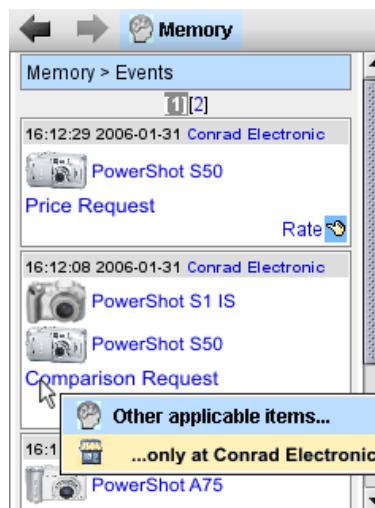 Memory
Memory > Events
[1][2]
16:12:29 2006-01-31 Conrad Electronic
PowerShot S50
Price Request
Rate
16:12:08 2006-01-31 Conrad Electronic
PowerShot S1 IS
PowerShot S50
Comparison Request
Other applicable items...
...only at Conrad Electronic
16:1
PowerShot A75